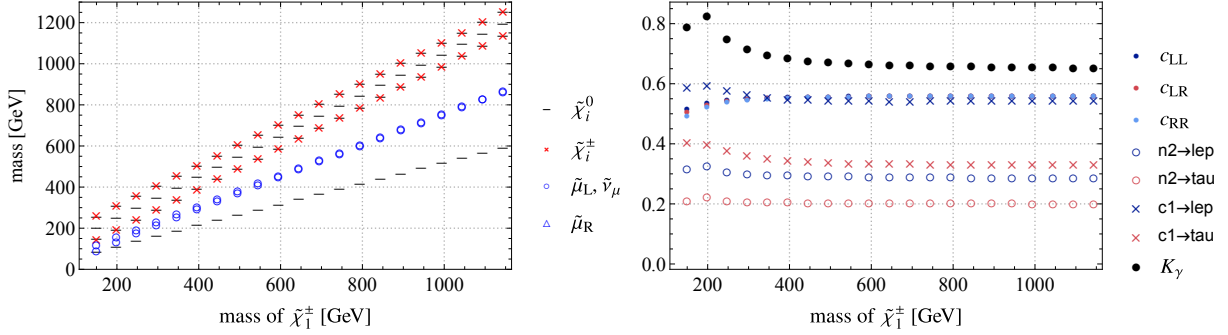 mass [GeV]
1200
1000
800
600
400
200
0
200
400
600
800
1000
mass of χ̃₁± [GeV]
χ̃ᵢ⁰
χ̃ᵢ±
μ̃L, ν̃μ
μ̃R
0.8
0.6
0.4
0.2
0.0
200
400
600
800
1000
mass of χ̃₁± [GeV]
cLL
cLR
cRR
n2→lep
n2→tau
c1→lep
c1→tau
Kγ